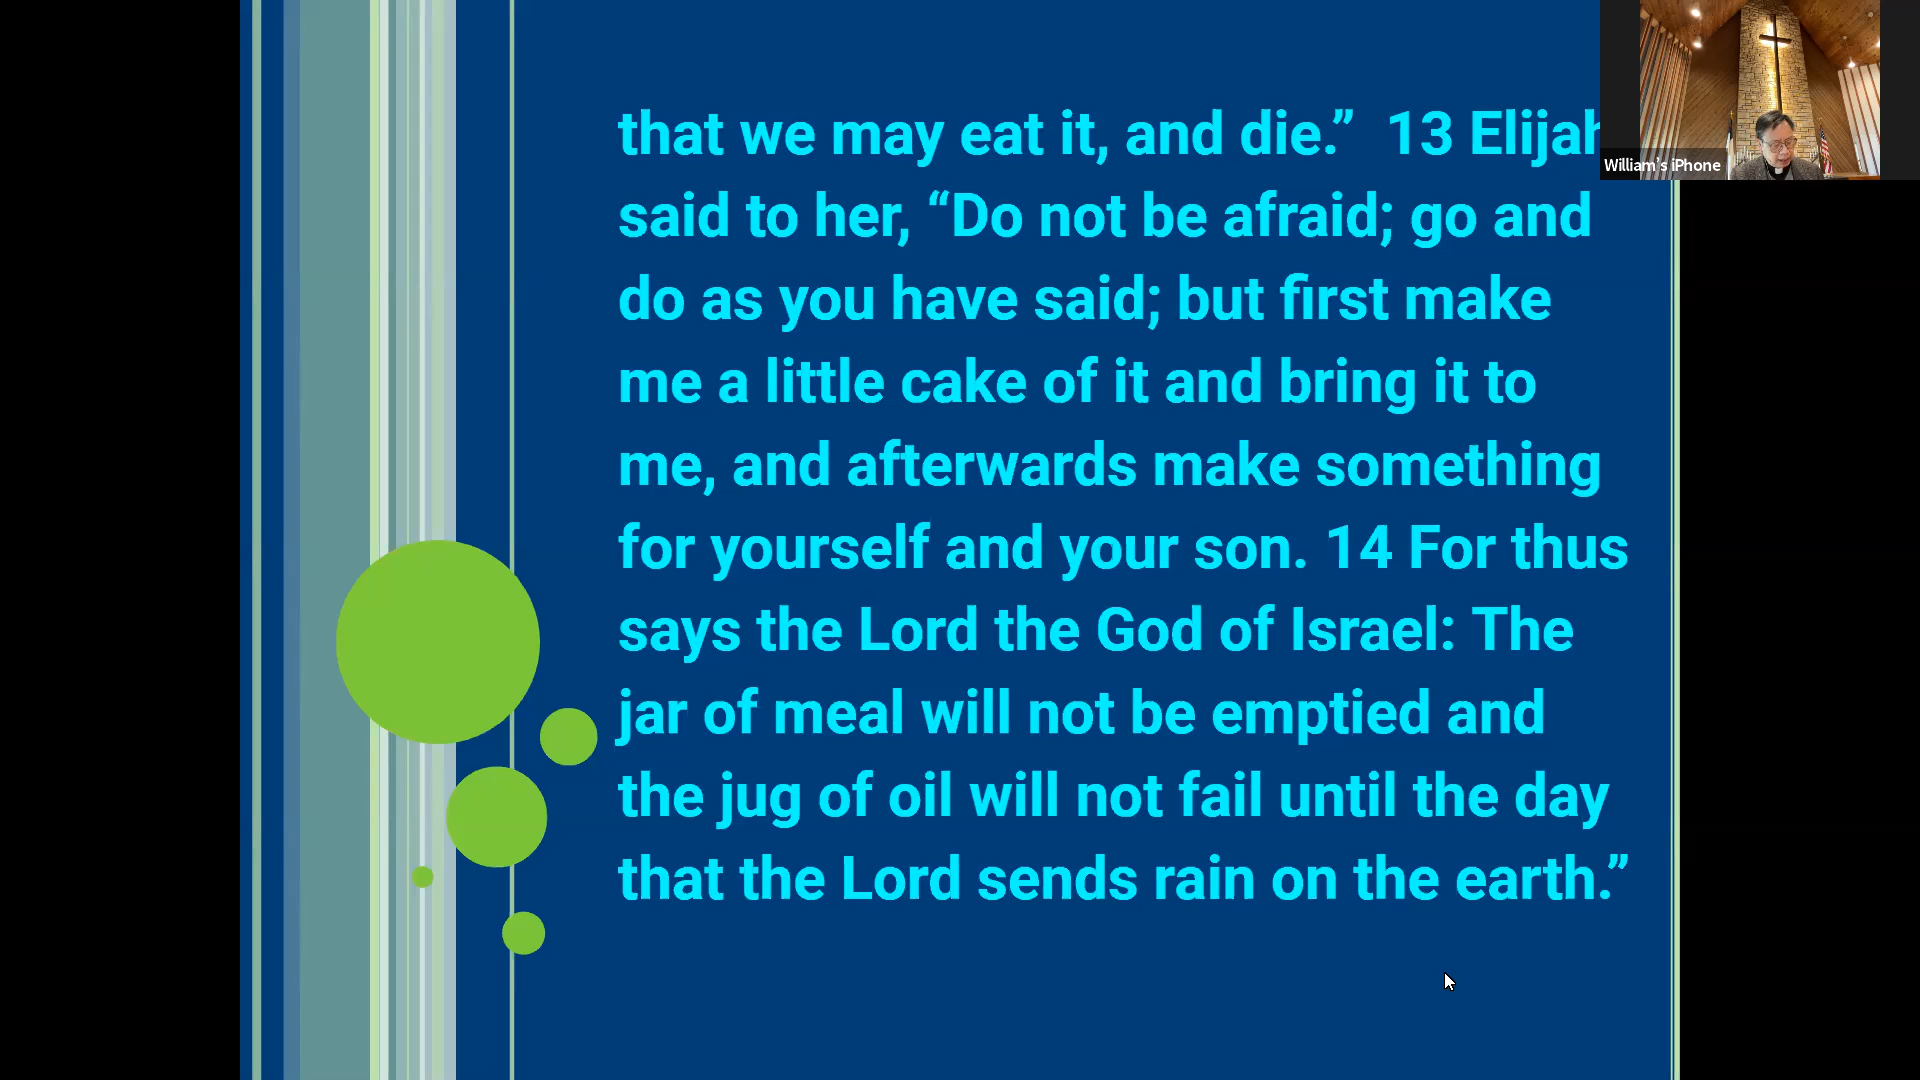 that we may eat it, and die.”  13 Elijah
said to her, “Do not be afraid; go and
do as you have said; but first make
me a little cake of it and bring it to
me, and afterwards make something
for yourself and your son. 14 For thus
says the Lord the God of Israel: The
jar of meal will not be emptied and
the jug of oil will not fail until the day
that the Lord sends rain on the earth.”
William’s iPhone